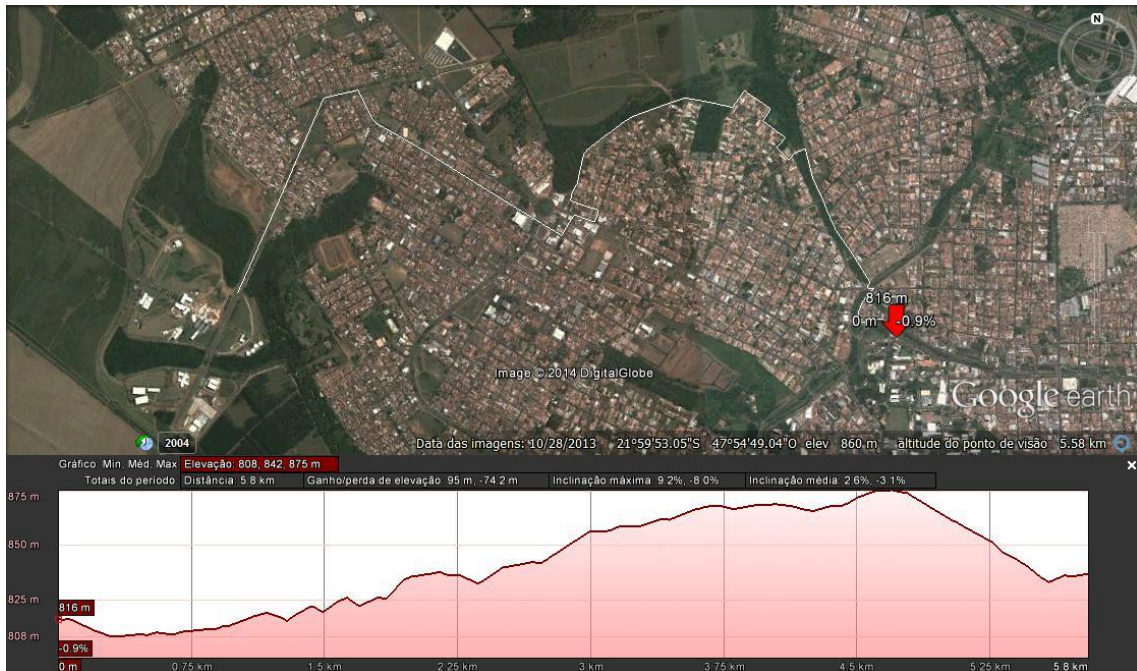 N
816 m
0 m -0.9%
Image © 2014 DigitalGlobe
Google earth
2004
Data das imagens: 10/28/2013 21°59'53.05"S 47°54'49.04"O elev 860 m altitude do ponto de visão 5.58 km
Gráfico Min, Méd, Max Elevação: 808, 842, 875 m
Totais do período Distância: 5.8 km Ganho/perda de elevação: 95 m, -74.2 m Inclinação máxima: 9.2%, -8.0% Inclinação média: 2.6%, -3.1%
875 m
850 m
825 m
816 m
808 m
-0.9%
0 m 0.75 km 1.5 km 2.25 km 3 km 3.75 km 4.5 km 5.25 km 5.8 km